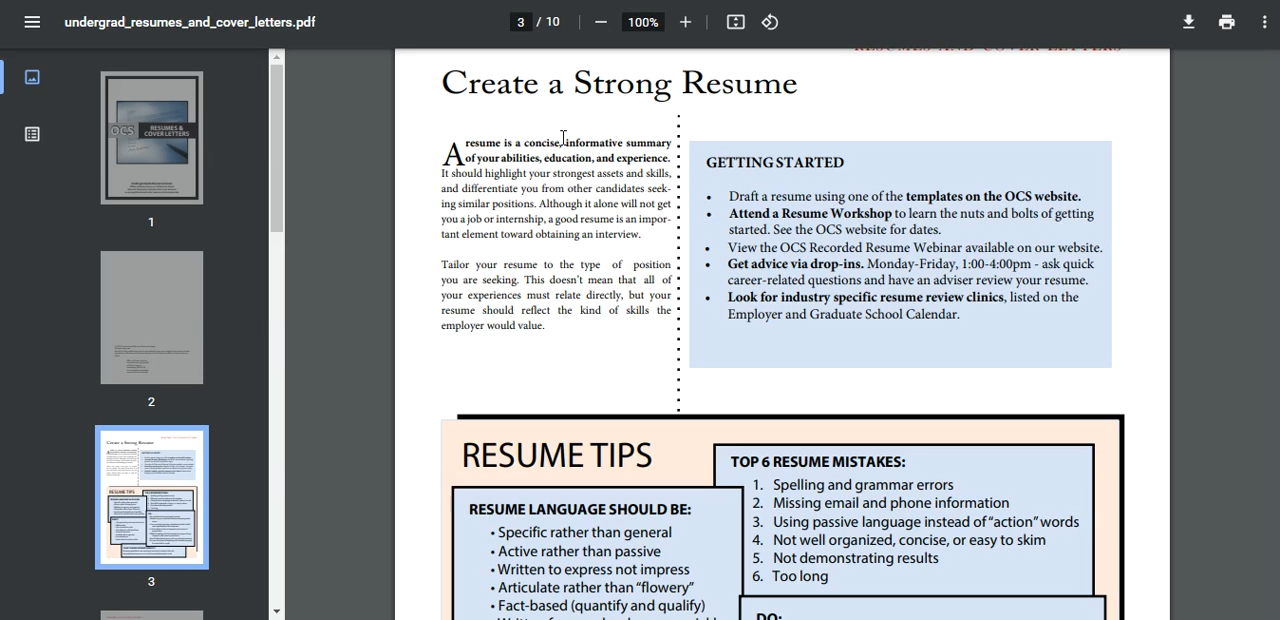 undergrad_resumes_and_cover_letters.pdf
3 / 10
100%
OCS
RESUMES &
COVER LETTERS
1
2
3
RESUMES AND COVER LETTERS
Create a Strong Resume
A resume is a concise, informative summary
of your abilities, education, and experience.
It should highlight your strongest assets and skills,
and differentiate you from other candidates seek-
ing similar positions. Although it alone will not get
you a job or internship, a good resume is an impor-
tant element toward obtaining an interview.
Tailor your resume to the type of position
you are seeking. This doesn't mean that all of
your experiences must relate directly, but your
resume should reflect the kind of skills the
employer would value.
GETTING STARTED
• Draft a resume using one of the templates on the OCS website.
• Attend a Resume Workshop to learn the nuts and bolts of getting
started. See the OCS website for dates.
• View the OCS Recorded Resume Webinar available on our website.
• Get advice via drop-ins. Monday-Friday, 1:00-4:00pm - ask quick
career-related questions and have an adviser review your resume.
• Look for industry specific resume review clinics, listed on the
Employer and Graduate School Calendar.
RESUME TIPS
RESUME LANGUAGE SHOULD BE:
• Specific rather than general
• Active rather than passive
• Written to express not impress
• Articulate rather than “flowery”
• Fact-based (quantify and qualify)
TOP 6 RESUME MISTAKES:
1. Spelling and grammar errors
2. Missing email and phone information
3. Using passive language instead of “action” words
4. Not well organized, concise, or easy to skim
5. Not demonstrating results
6. Too long
DO: